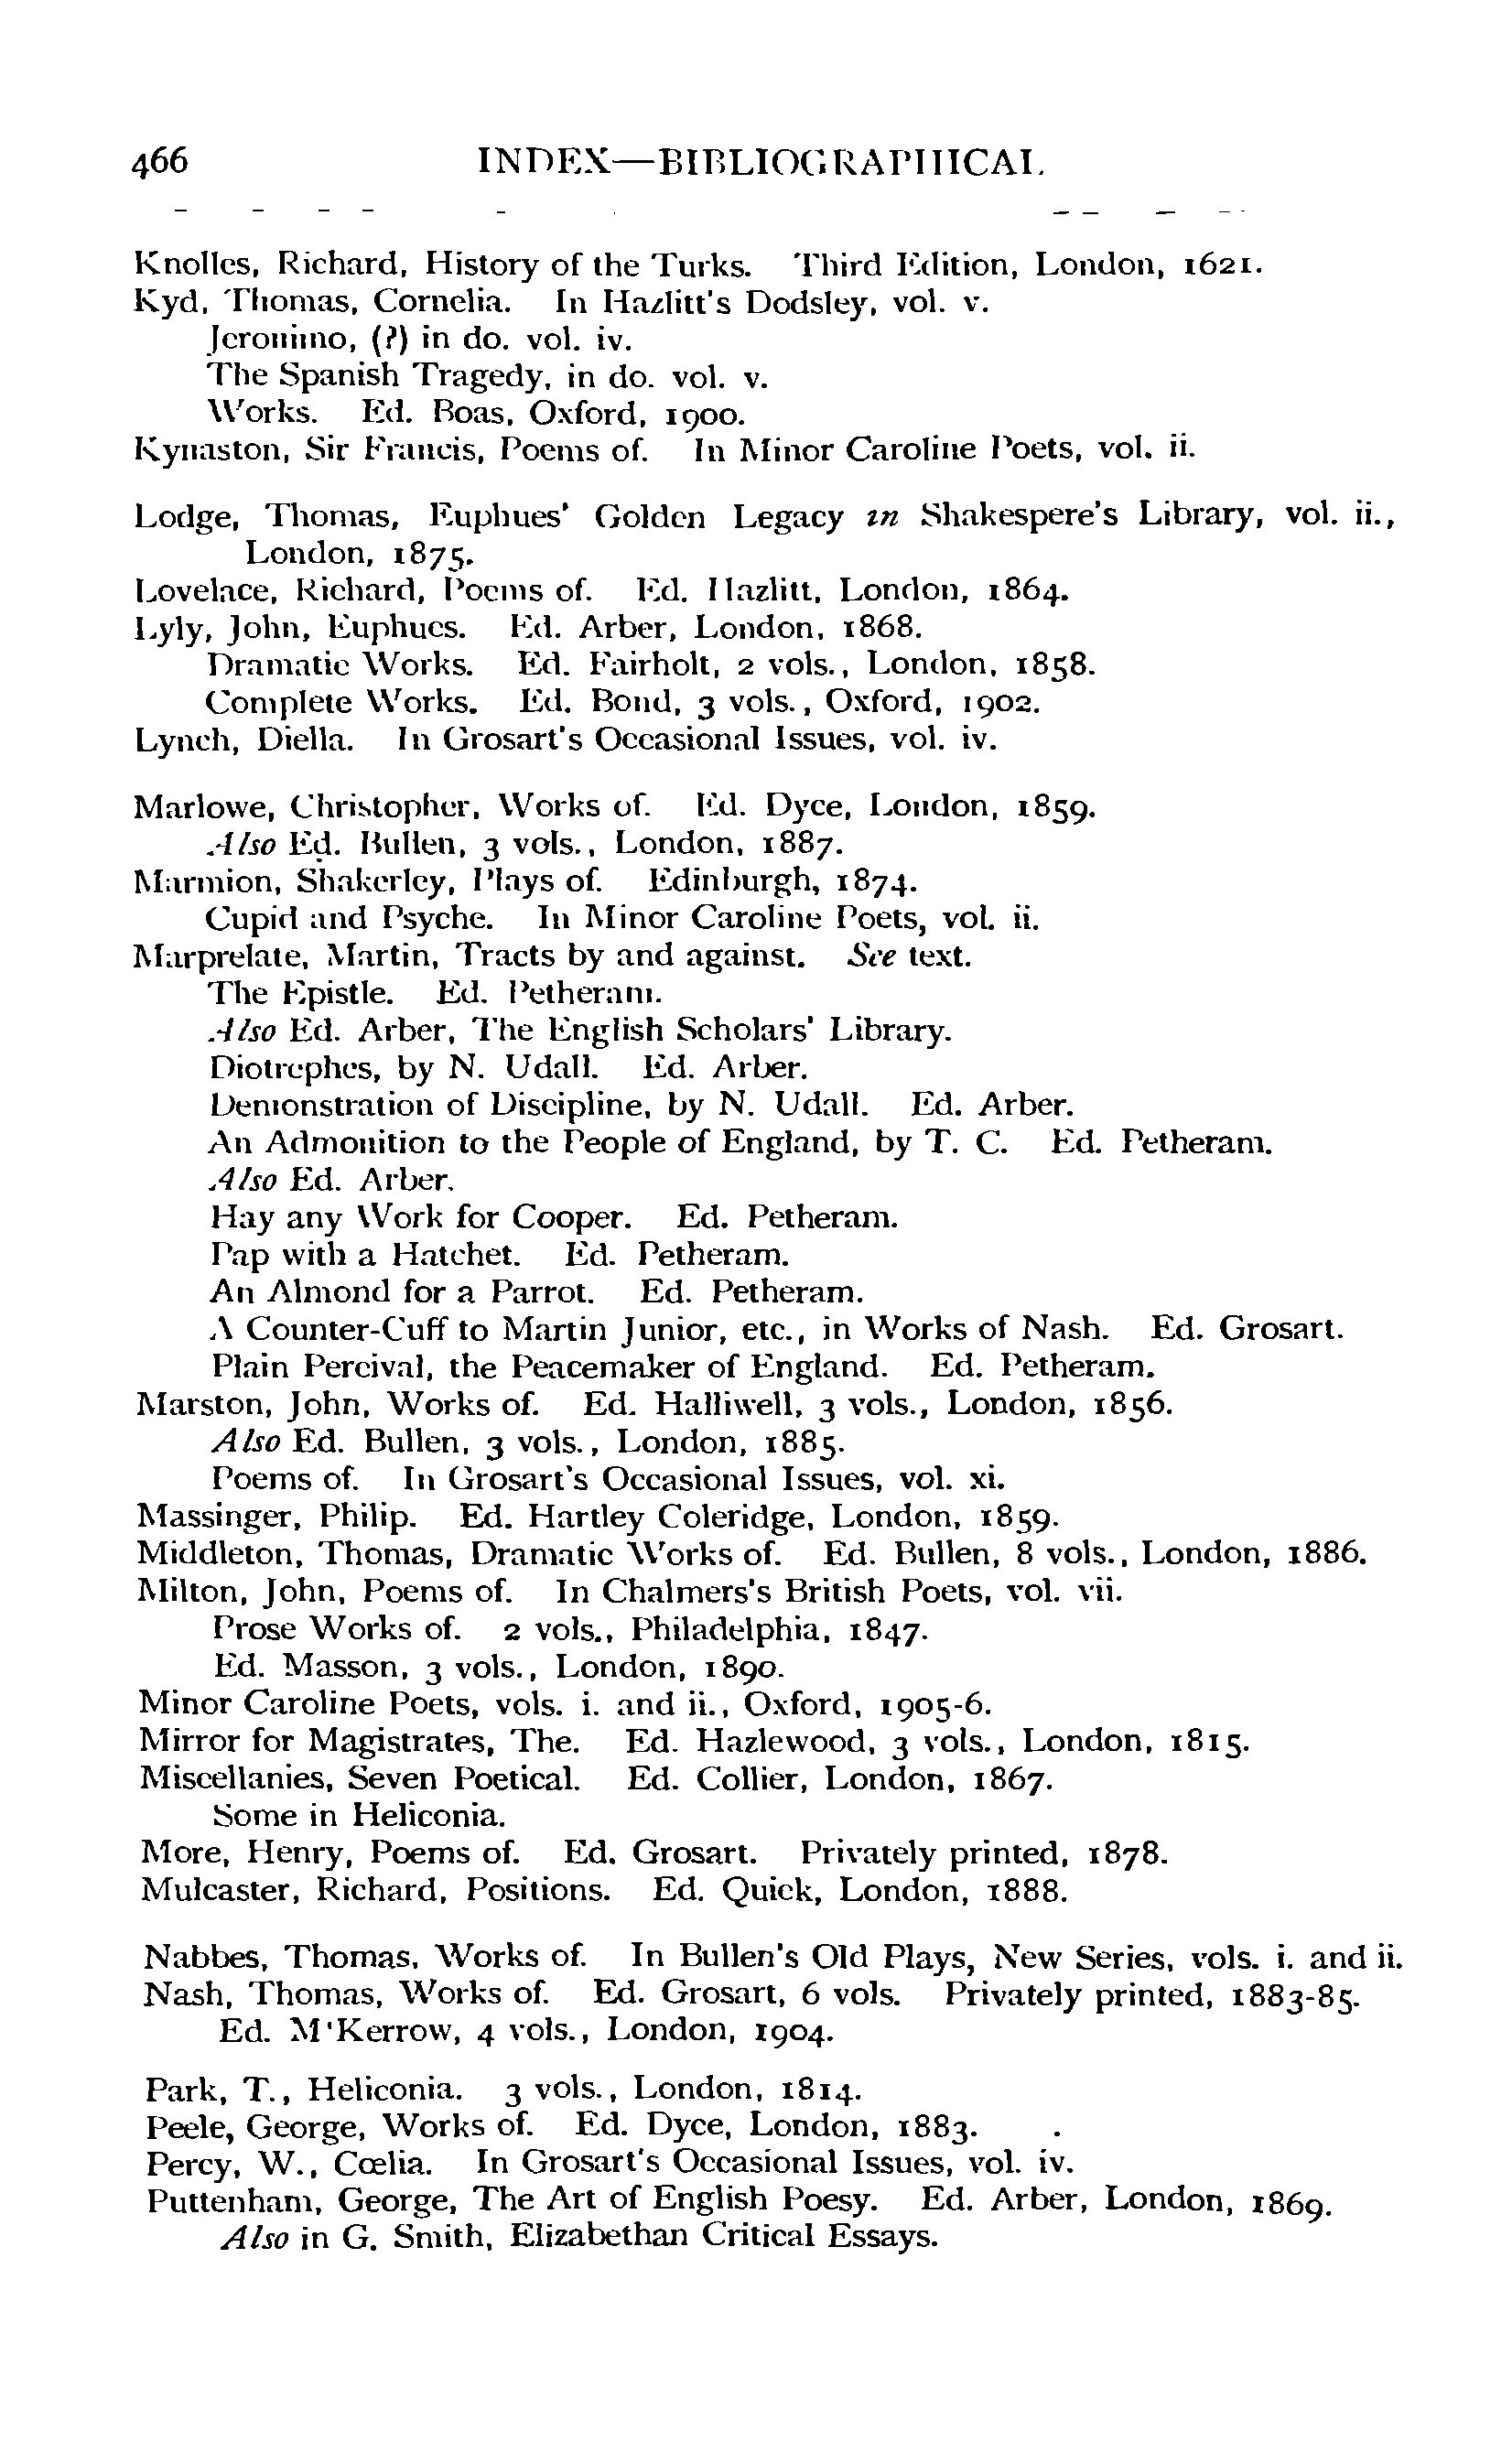 466 INDEX—BIBLIOGRAPHICAL.
Knolles, Richard, History of the Turks. Third Edition, London, 1621.
Kyd, Thomas, Cornelia. In Hazlitt's Dodsley, vol. v.
Jeronimo, (?) in do. vol. iv.
The Spanish Tragedy, in do. vol. v.
Works. Ed. Boas, Oxford, 1900.
Kynaston, Sir Francis, Poems of. In Minor Caroline Poets, vol. ii.
Lodge, Thomas, Euphues' Golden Legacy in Shakespere's Library, vol. ii.,
London, 1875.
Lovelace, Richard, Poems of. Ed. Hazlitt, London, 1864.
Lyly, John, Euphues. Ed. Arber, London, 1868.
Dramatic Works. Ed. Fairholt, 2 vols., London, 1858.
Complete Works. Ed. Bond, 3 vols., Oxford, 1902.
Lynch, Diella. In Grosart's Occasional Issues, vol. iv.
Marlowe, Christopher, Works of. Ed. Dyce, London, 1859.
Also Ed. Bullen, 3 vols., London, 1887.
Marmion, Shakerley, Plays of. Edinburgh, 1874.
Cupid and Psyche. In Minor Caroline Poets, vol. ii.
Marprelate, Martin, Tracts by and against. See text.
The Epistle. Ed. Petheram.
Also Ed. Arber, The English Scholars' Library.
Diotrephes, by N. Udall. Ed. Arber.
Demonstration of Discipline, by N. Udall. Ed. Arber.
An Admonition to the People of England, by T. C. Ed. Petheram.
Also Ed. Arber.
Hay any Work for Cooper. Ed. Petheram.
Pap with a Hatchet. Ed. Petheram.
An Almond for a Parrot. Ed. Petheram.
A Counter-Cuff to Martin Junior, etc., in Works of Nash. Ed. Grosart.
Plain Percival, the Peacemaker of England. Ed. Petheram.
Marston, John, Works of. Ed. Halliwell, 3 vols., London, 1856.
Also Ed. Bullen, 3 vols., London, 1885.
Poems of. In Grosart's Occasional Issues, vol. xi.
Massinger, Philip. Ed. Hartley Coleridge, London, 1859.
Middleton, Thomas, Dramatic Works of. Ed. Bullen, 8 vols., London, 1886.
Milton, John, Poems of. In Chalmers's British Poets, vol. vii.
Prose Works of. 2 vols., Philadelphia, 1847.
Ed. Masson, 3 vols., London, 1890.
Minor Caroline Poets, vols. i. and ii., Oxford, 1905-6.
Mirror for Magistrates, The. Ed. Hazlewood, 3 vols., London, 1815.
Miscellanies, Seven Poetical. Ed. Collier, London, 1867.
Some in Heliconia.
More, Henry, Poems of. Ed. Grosart. Privately printed, 1878.
Mulcaster, Richard, Positions. Ed. Quick, London, 1888.
Nabbes, Thomas, Works of. In Bullen's Old Plays, New Series, vols. i. and ii.
Nash, Thomas, Works of. Ed. Grosart, 6 vols. Privately printed, 1883-85.
Ed. M'Kerrow, 4 vols., London, 1904.
Park, T., Heliconia. 3 vols., London, 1814.
Peele, George, Works of. Ed. Dyce, London, 1883.
Percy, W., Cœlia. In Grosart's Occasional Issues, vol. iv.
Puttenham, George, The Art of English Poesy. Ed. Arber, London, 1869.
Also in G. Smith, Elizabethan Critical Essays.